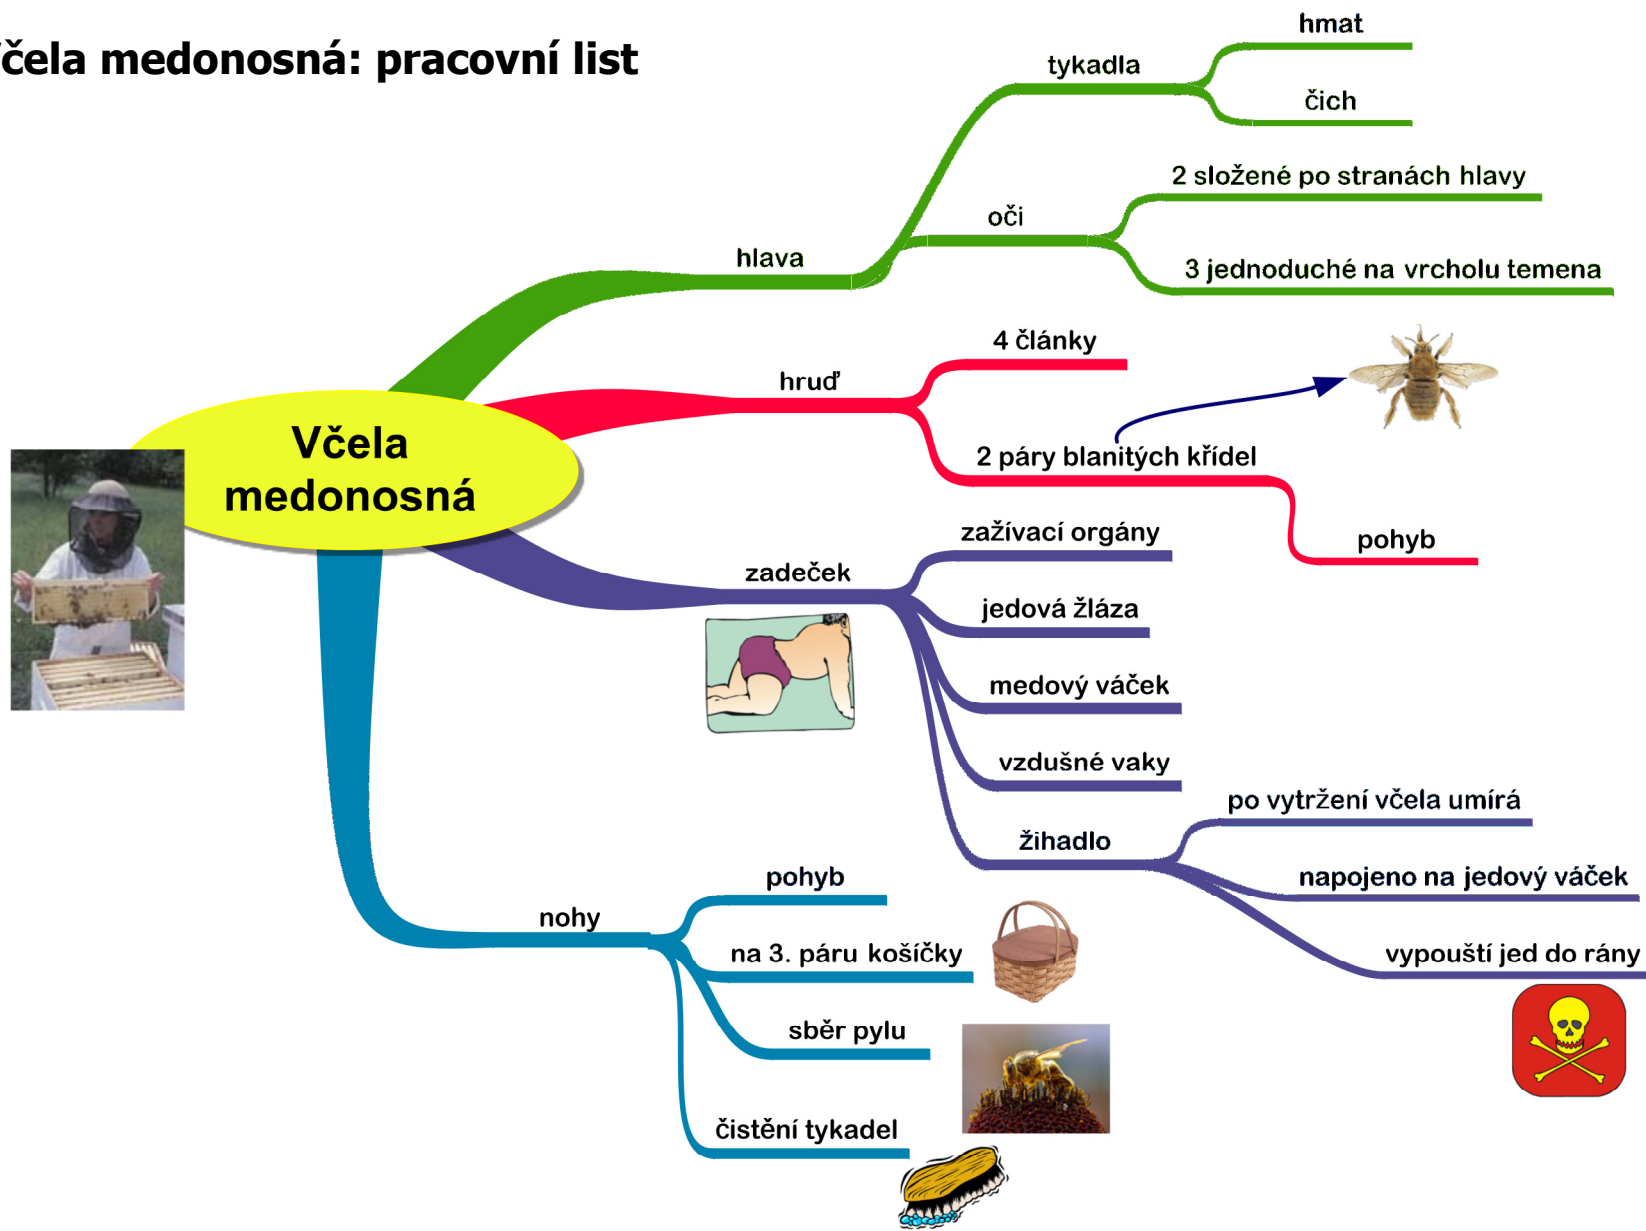 čela medonosná: pracovní list
hmat
tykadla
čich
2 složené po stranách hlavy
oči
hlava
3 jednoduché na vrcholu temena
4 články
hruď
Včela
medonosná
2 páry blanitých křídel
zažívací orgány
pohyb
zadeček
jedová žláza
medový váček
vzdušné vaky
po vytržení včela umírá
žihadlo
napojeno na jedový váček
vypouští jed do rány
pohyb
nohy
na 3. páru košíčky
sběr pylu
čistění tykadel